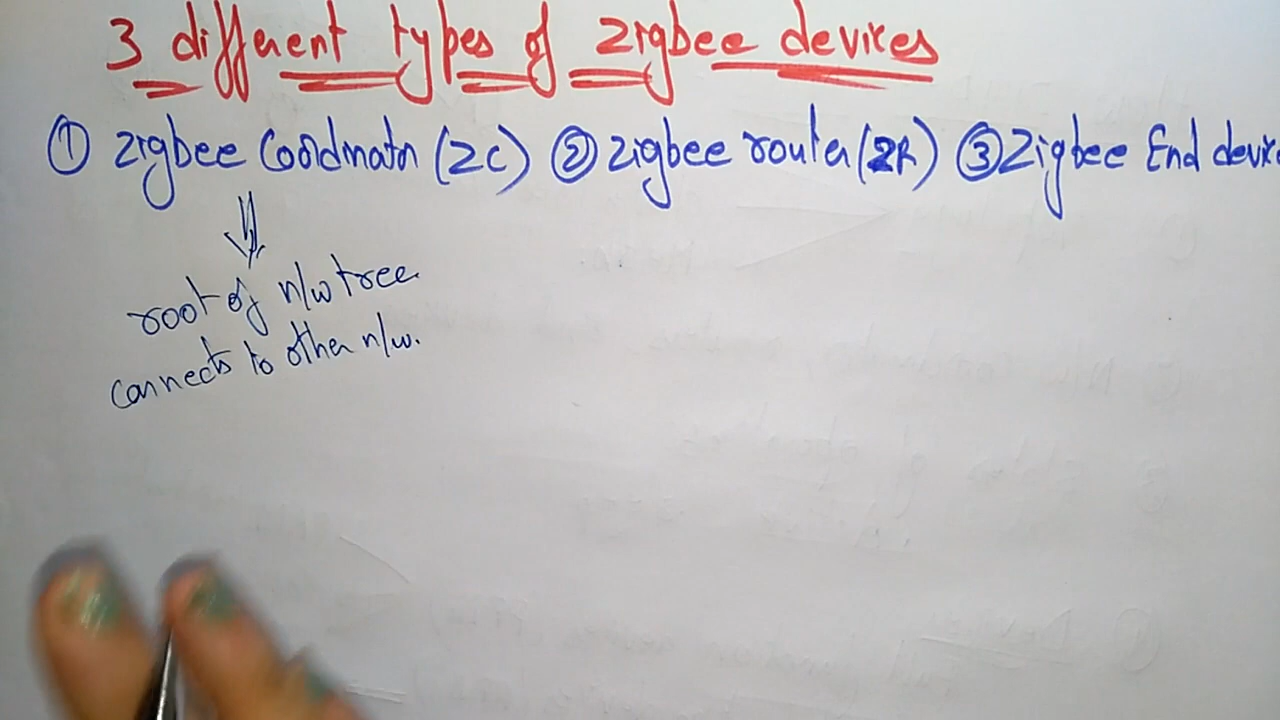 3 different types of Zigbee devices
① Zigbee Coordinator (ZC) ② Zigbee router (ZR) ③ Zigbee End device
root of n/w tree
connects to other n/w.